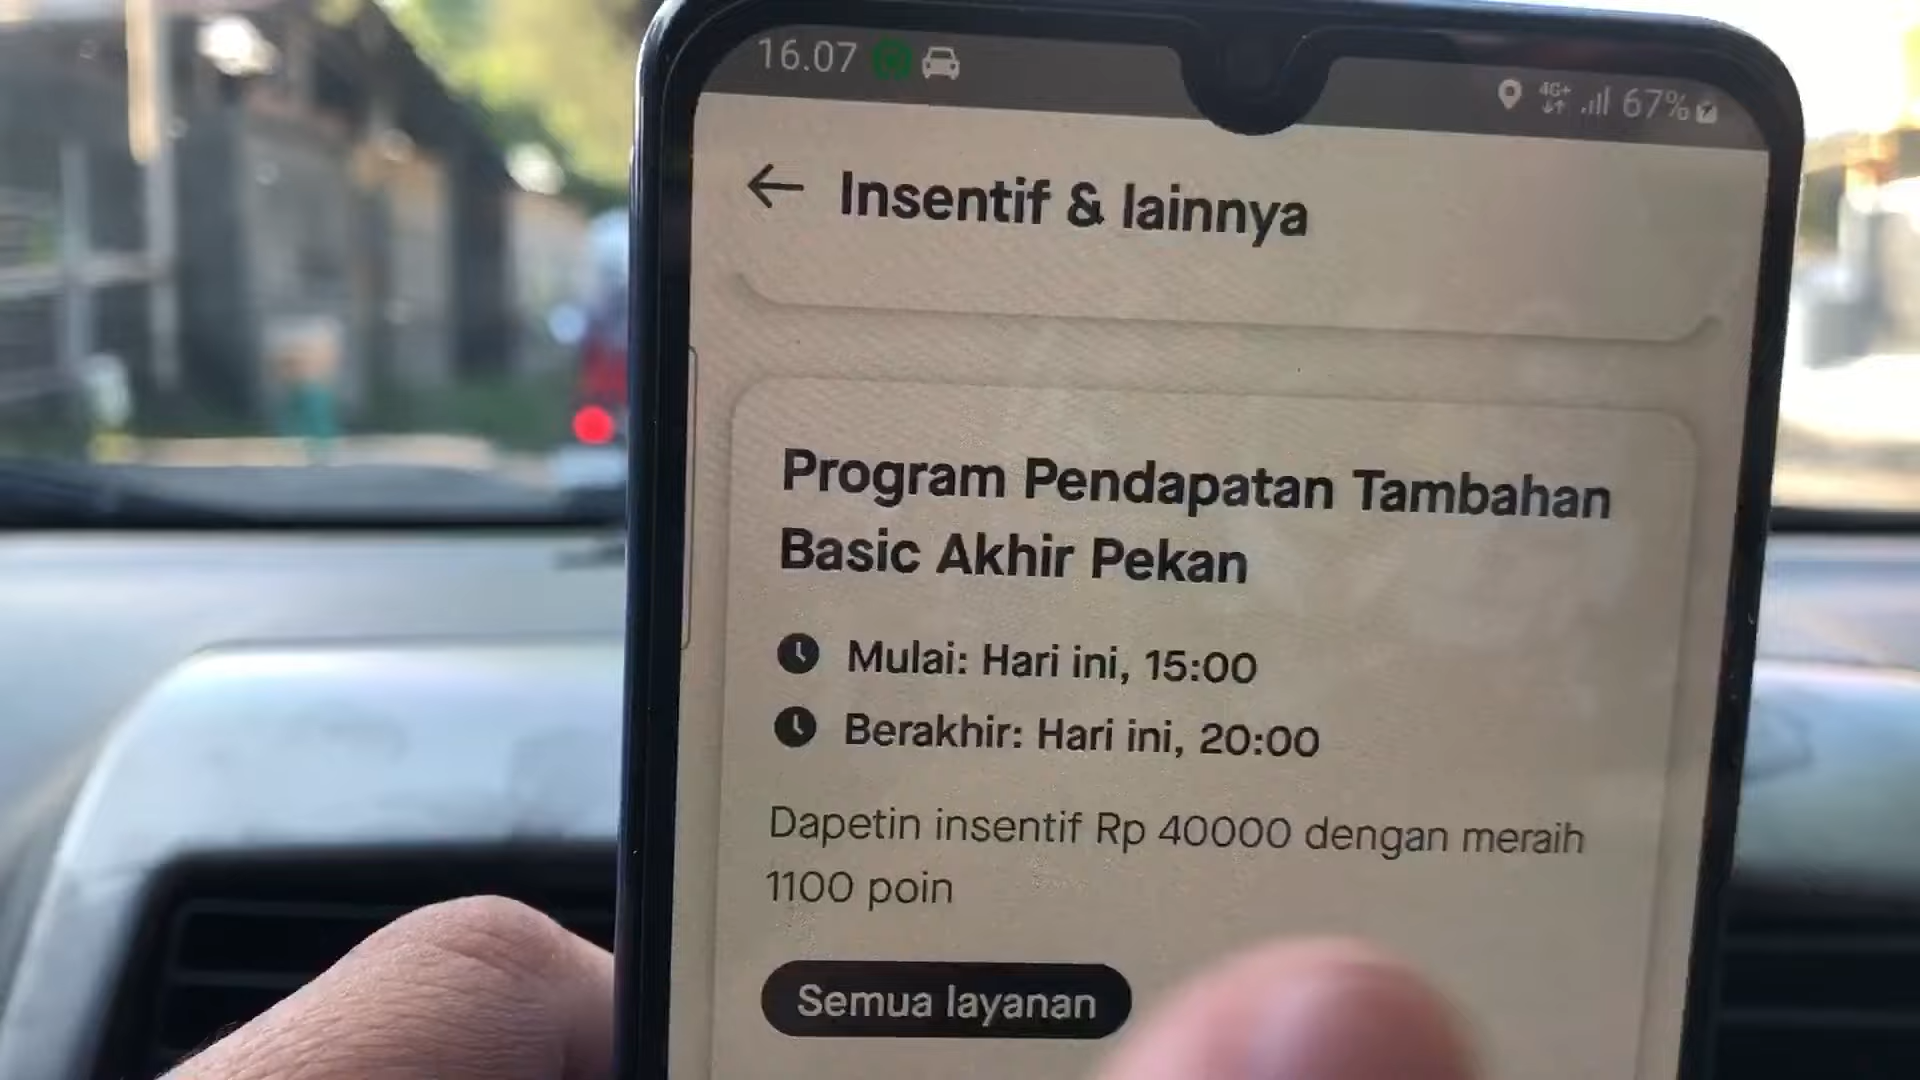 16.07
4G+
67%
Insentif & lainnya
Program Pendapatan Tambahan
Basic Akhir Pekan
Mulai: Hari ini, 15:00
Berakhir: Hari ini, 20:00
Dapetin insentif Rp 40000 dengan meraih
1100 poin
Semua layanan